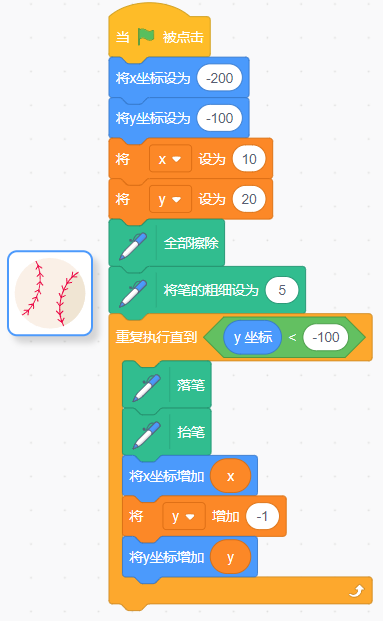 当 被点击
将x坐标设为 -200
将y坐标设为 -100
将 x 设为 10
将 y 设为 20
全部擦除
将笔的粗细设为 5
重复执行直到 y 坐标 < -100
落笔
抬笔
将x坐标增加 x
将 y 增加 -1
将y坐标增加 y